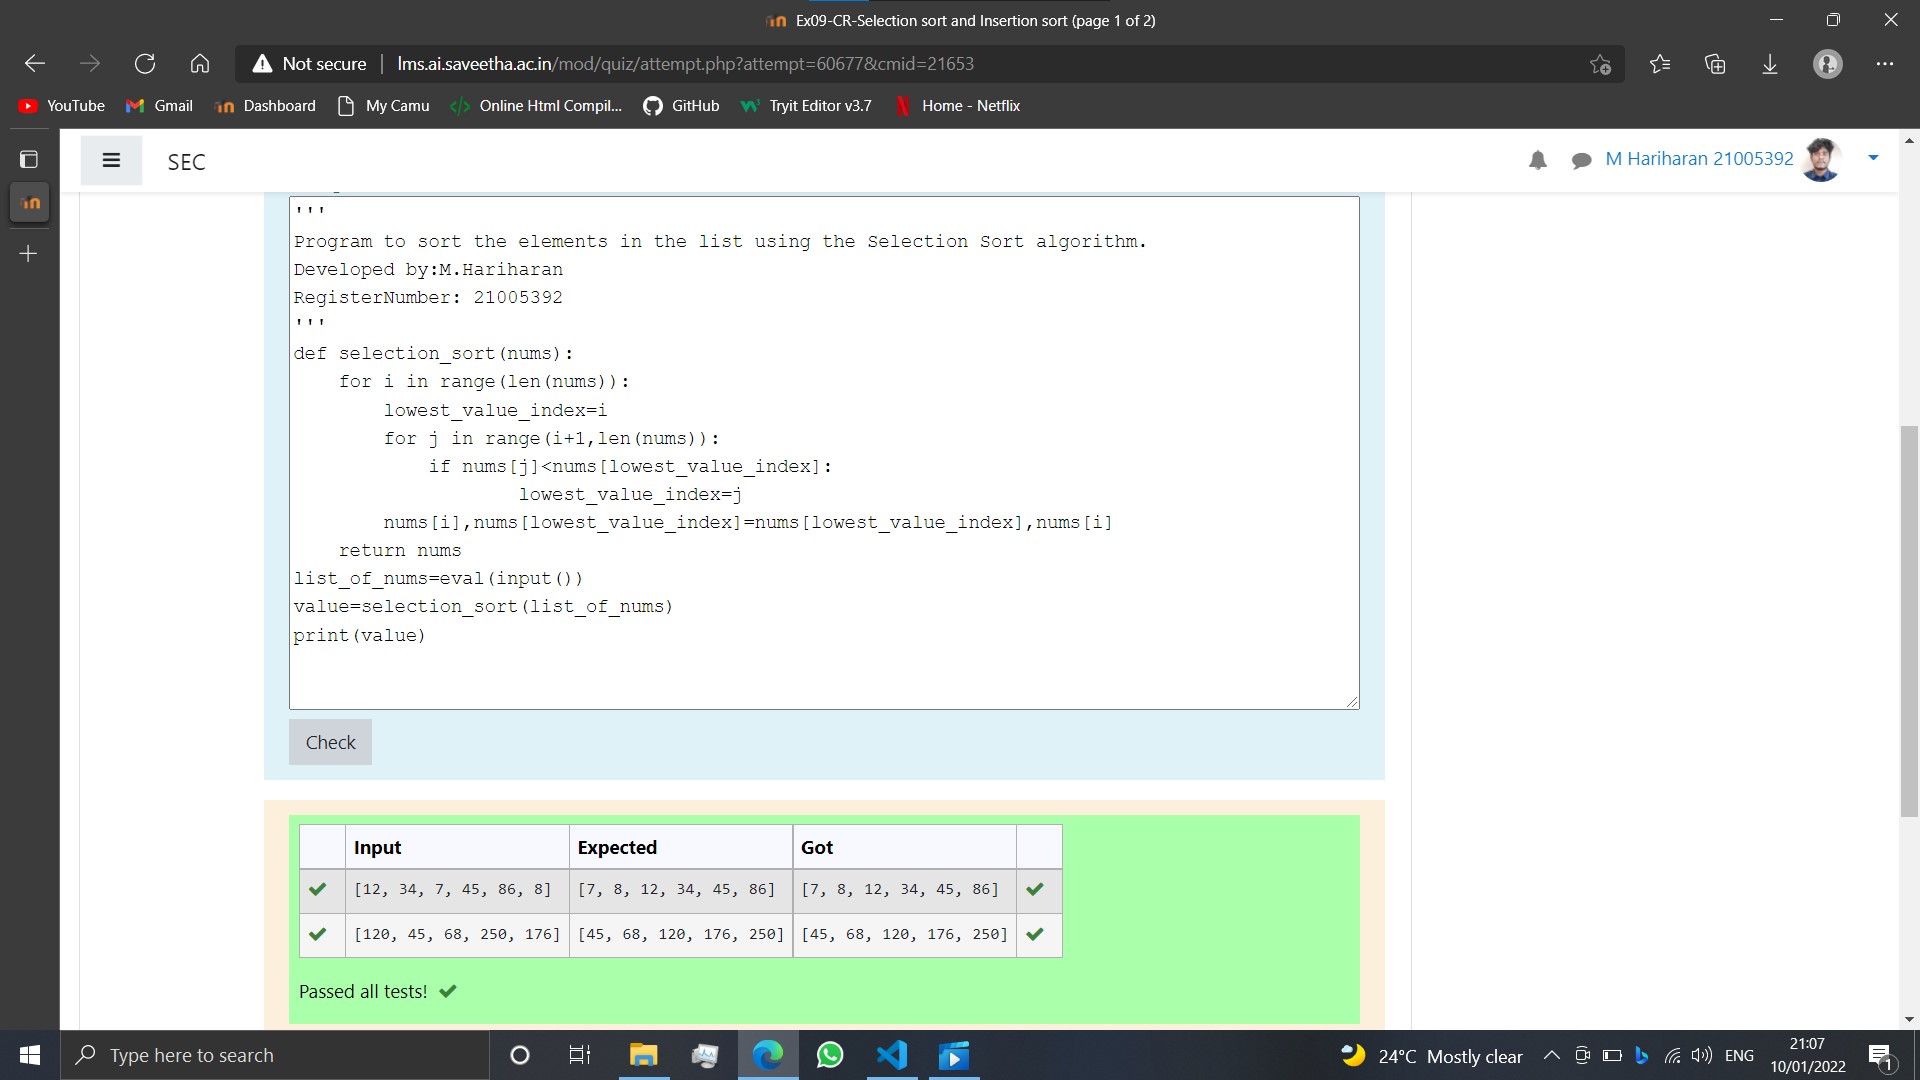 Ex09-CR-Selection sort and Insertion sort (page 1 of 2)
Not secure | lms.ai.saveetha.ac.in/mod/quiz/attempt.php?attempt=60677&cmid=21653
YouTube Gmail Dashboard My Camu Online Html Compil... GitHub Tryit Editor v3.7 Home - Netflix
SEC
M Hariharan 21005392
'''
Program to sort the elements in the list using the Selection Sort algorithm.
Developed by:M.Hariharan
RegisterNumber: 21005392
'''
def selection_sort(nums):
    for i in range(len(nums)):
        lowest_value_index=i
        for j in range(i+1,len(nums)):
            if nums[j]<nums[lowest_value_index]:
                    lowest_value_index=j
        nums[i],nums[lowest_value_index]=nums[lowest_value_index],nums[i]
    return nums
list_of_nums=eval(input())
value=selection_sort(list_of_nums)
print(value)
Check
Input Expected Got
[12, 34, 7, 45, 86, 8] [7, 8, 12, 34, 45, 86] [7, 8, 12, 34, 45, 86]
[120, 45, 68, 250, 176] [45, 68, 120, 176, 250] [45, 68, 120, 176, 250]
Passed all tests!
Type here to search
24°C Mostly clear
ENG
21:07
10/01/2022
1